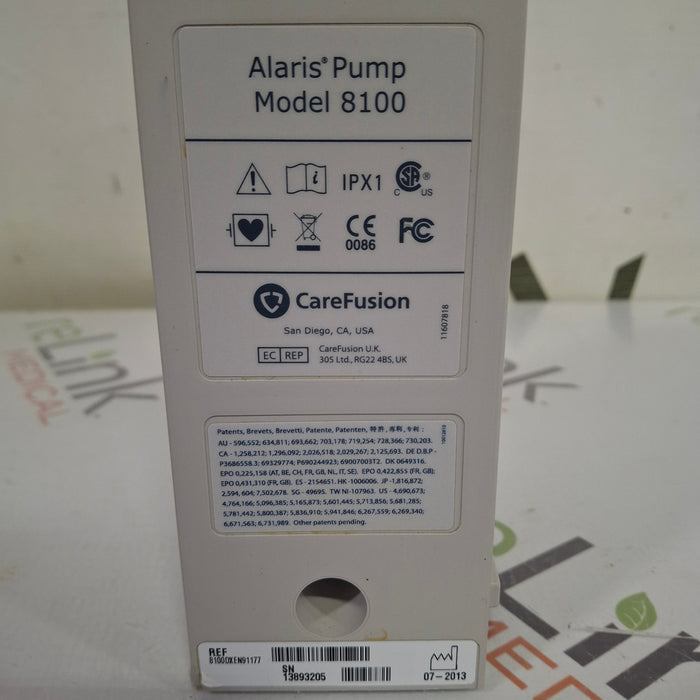 Alaris® Pump
Model 8100
IPX1
CSA ®
C US
CE
0086
FC
CareFusion
San Diego, CA, USA
EC REP
CareFusion U.K.
305 Ltd., RG22 4BS, UK
11607818
Patents, Brevets, Brevetti, Patente, Patenten, 特許, 專利, 专利 :
AU - 596,552; 634,811; 693,662; 703,178; 719,254; 728,366; 730,203.
CA - 1,258,212; 1,296,092; 2,026,518; 2,029,267; 2,125,693. DE D.B.P -
P3686558.3; 69329774; P690244923; 69007003T2. DK 0649316.
EPO 0,225,158 (AT, BE, CH, FR, GB, NL, IT, SE). EPO 0,422,855 (FR, GB);
EPO 0,431,310 (FR, GB). ES - 2154651. HK -1006006. JP -1,816,872;
2,594,604; 7,502,678. SG - 49695. TW NI-107963. US - 4,690,673;
4,764,166; 5,096,385; 5,165,873; 5,601,445; 5,713,856; 5,681,285;
5,781,442; 5,800,387; 5,836,910; 5,941,846; 6,267,559; 6,269,340;
6,671,563; 6,731,989. Other patents pending.
REF
8100DXEN91177
SN
13893205
07-2013
reLink
MEDICAL